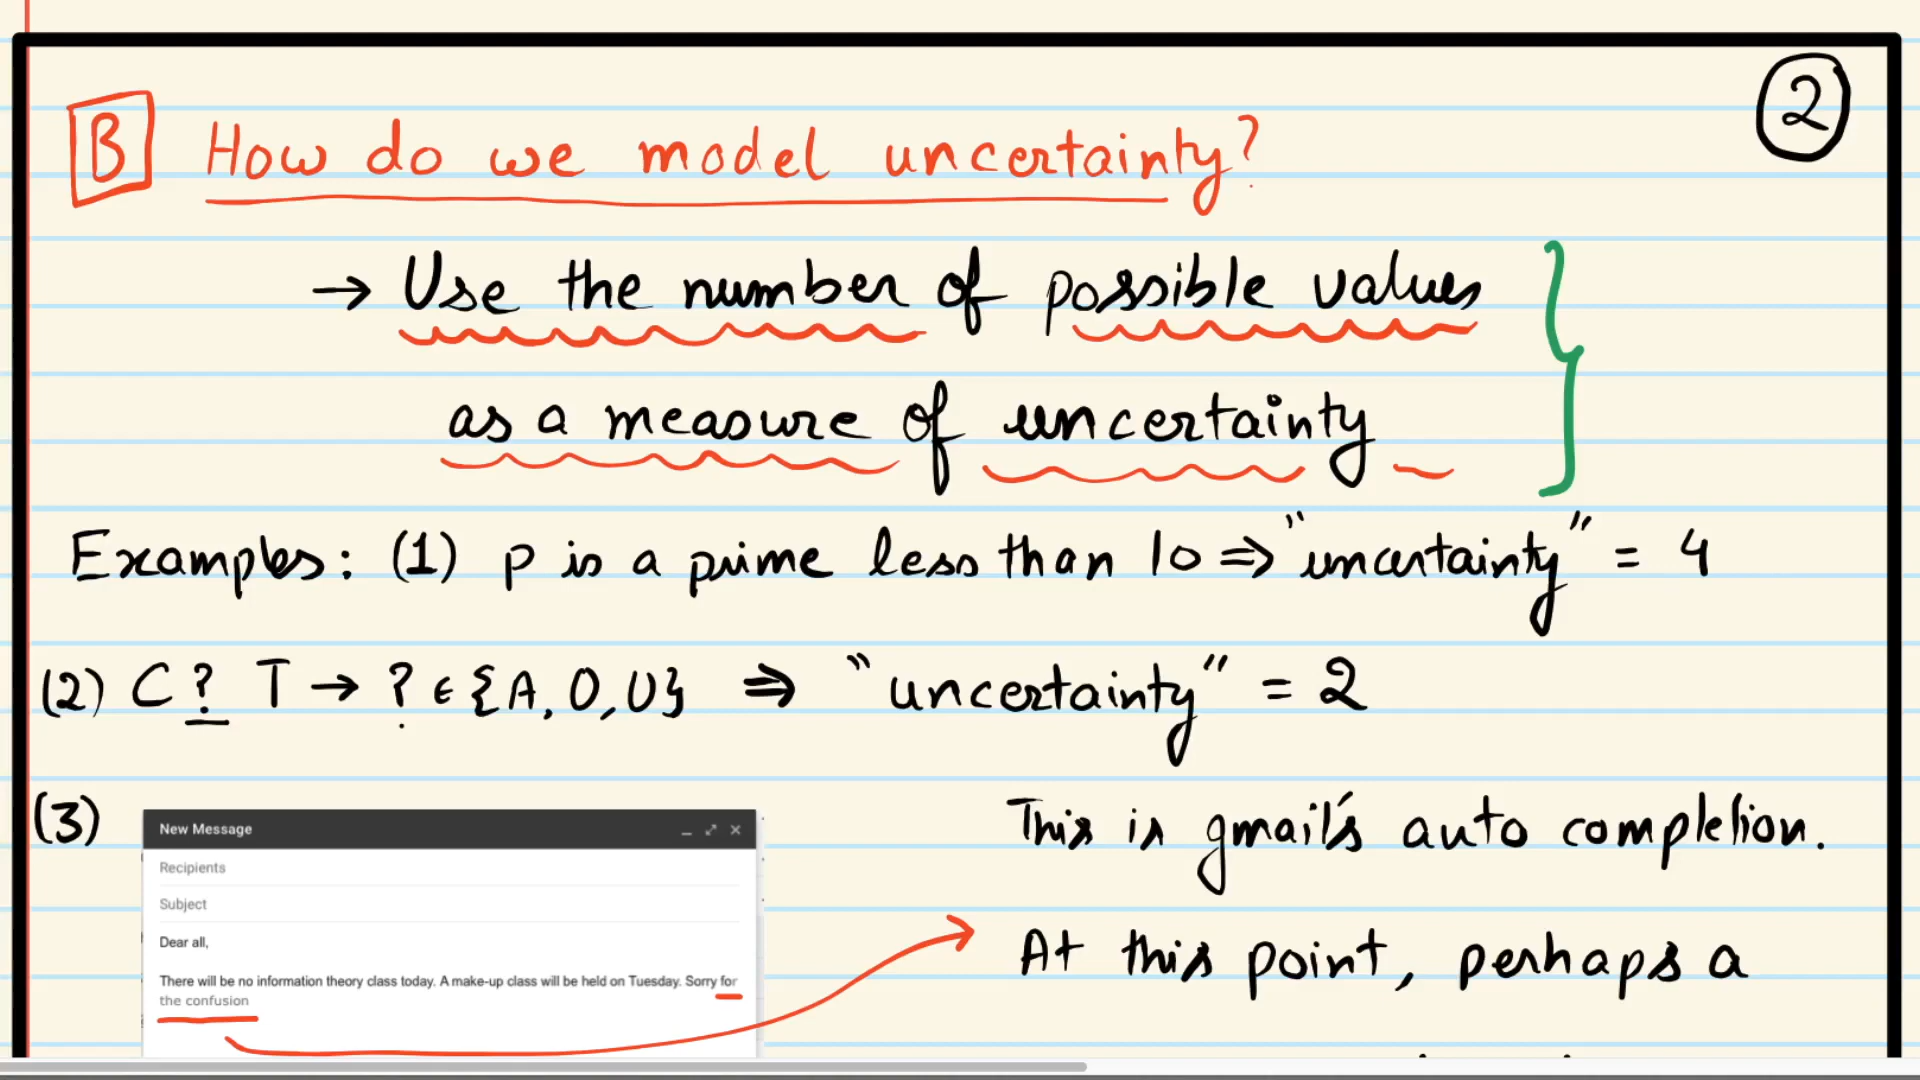 2
B How do we model uncertainty?
→ Use the number of possible values
as a measure of uncertainty
Examples: (1) p is a prime less than 10 ⇒ "uncertainty" = 4
(2) C ? T → ? ∈ {A, O, U} ⇒ "uncertainty" = 2
(3)
New Message
Recipients
Subject
Dear all,
There will be no information theory class today. A make-up class will be held on Tuesday. Sorry for
the confusion
This is gmail's auto completion.
At this point, perhaps a